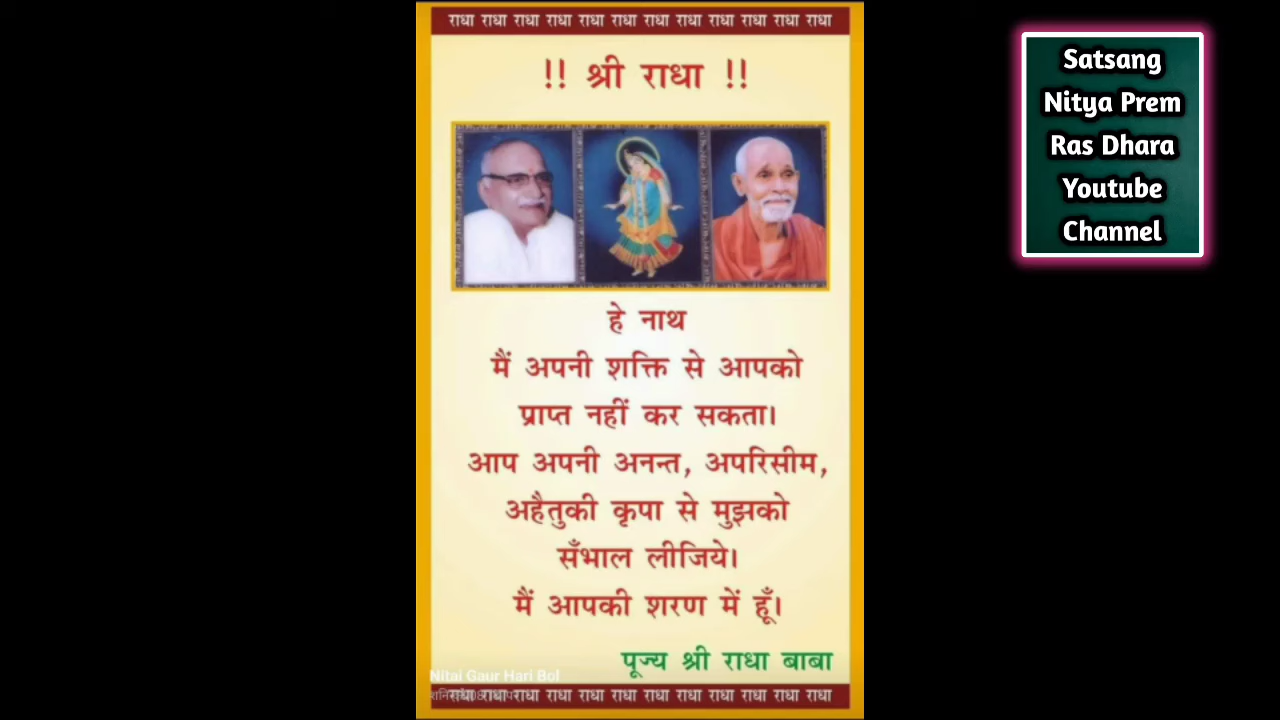 राधा राधा राधा राधा राधा राधा राधा राधा राधा राधा राधा राधा
!! श्री राधा !!
हे नाथ
मैं अपनी शक्ति से आपको
प्राप्त नहीं कर सकता।
आप अपनी अनन्त, अपरिसीम,
अहैतुकी कृपा से मुझको
सँभाल लीजिये।
मैं आपकी शरण में हूँ।
पूज्य श्री राधा बाबा
Nitai Gaur Hari Bol
राधा राधा राधा राधा राधा राधा राधा राधा राधा राधा राधा राधा
Satsang
Nitya Prem
Ras Dhara
Youtube
Channel